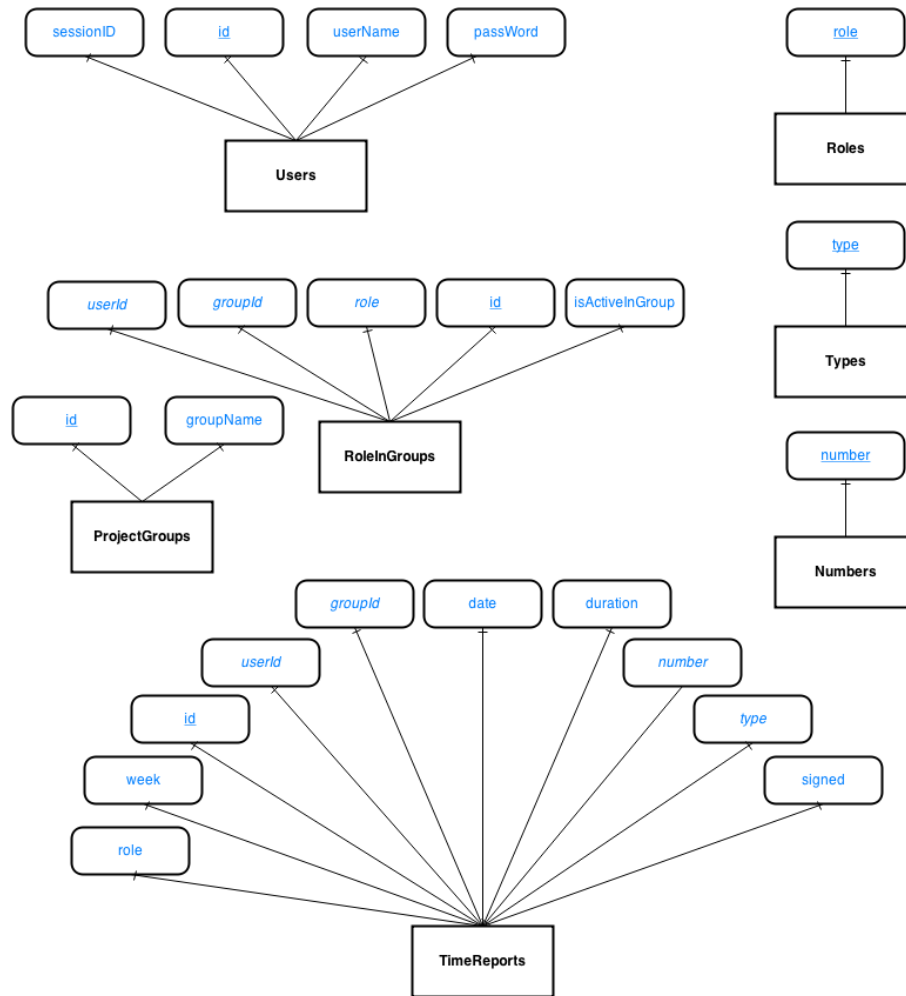 sessionID
id
userName
passWord
role
Users
Roles
type
userId
groupId
role
id
isActiveInGroup
Types
id
groupName
RoleInGroups
number
ProjectGroups
Numbers
groupId
date
duration
userId
number
id
type
week
signed
role
TimeReports